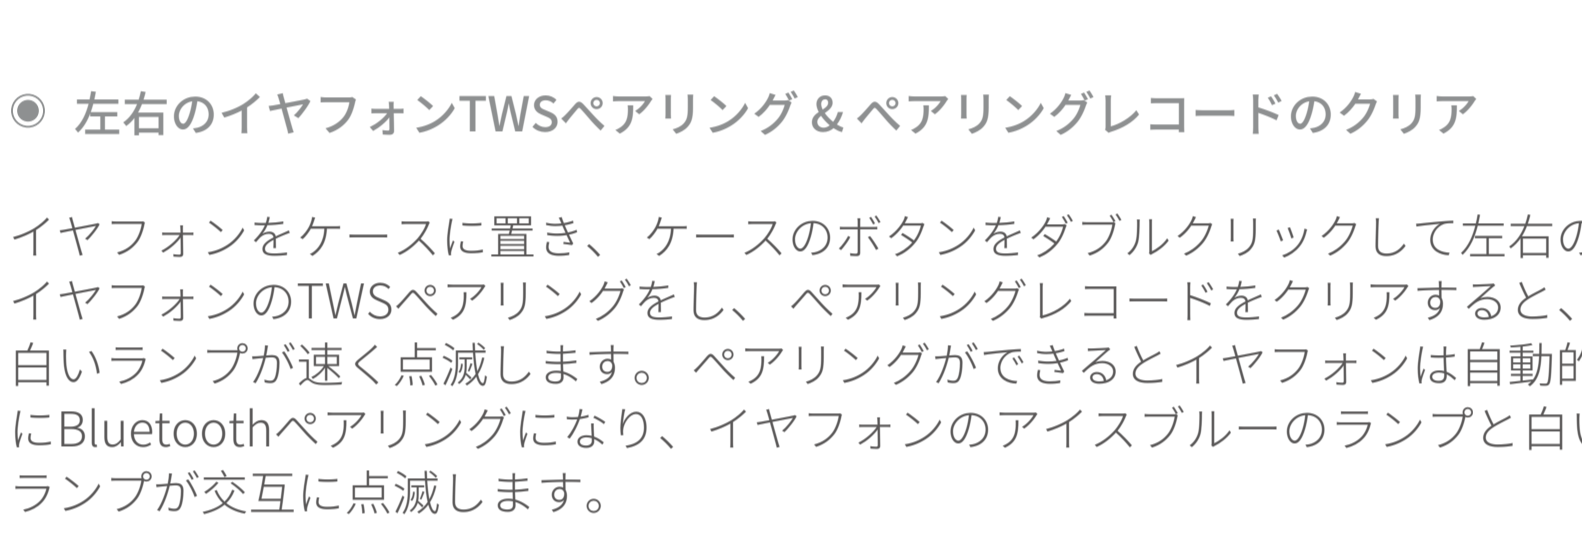 ◉ 左右のイヤフォンTWSペアリング & ペアリングレコードのクリア
イヤフォンをケースに置き、 ケースのボタンをダブルクリックして左右の
イヤフォンのTWSペアリングをし、 ペアリングレコードをクリアすると、
白いランプが速く点滅します。 ペアリングができるとイヤフォンは自動的
にBluetoothペアリングになり、イヤフォンのアイスブルーのランプと白い
ランプが交互に点滅します。